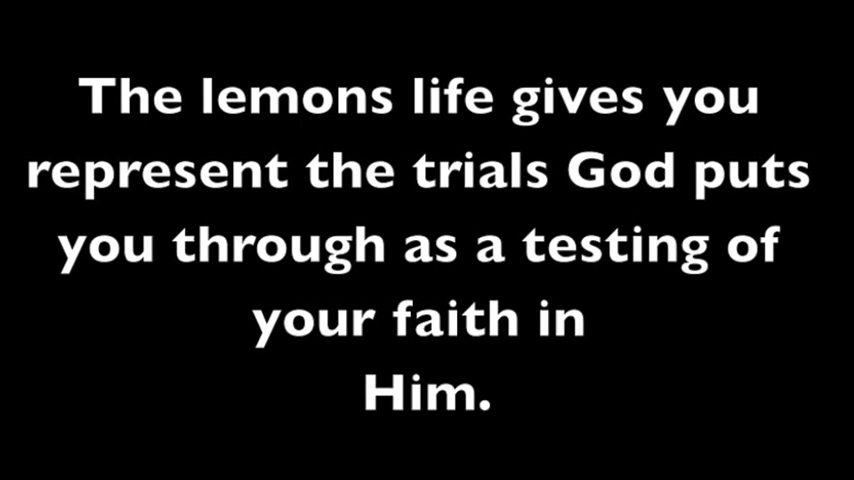 The lemons life gives you
represent the trials God puts
you through as a testing of
your faith in
Him.